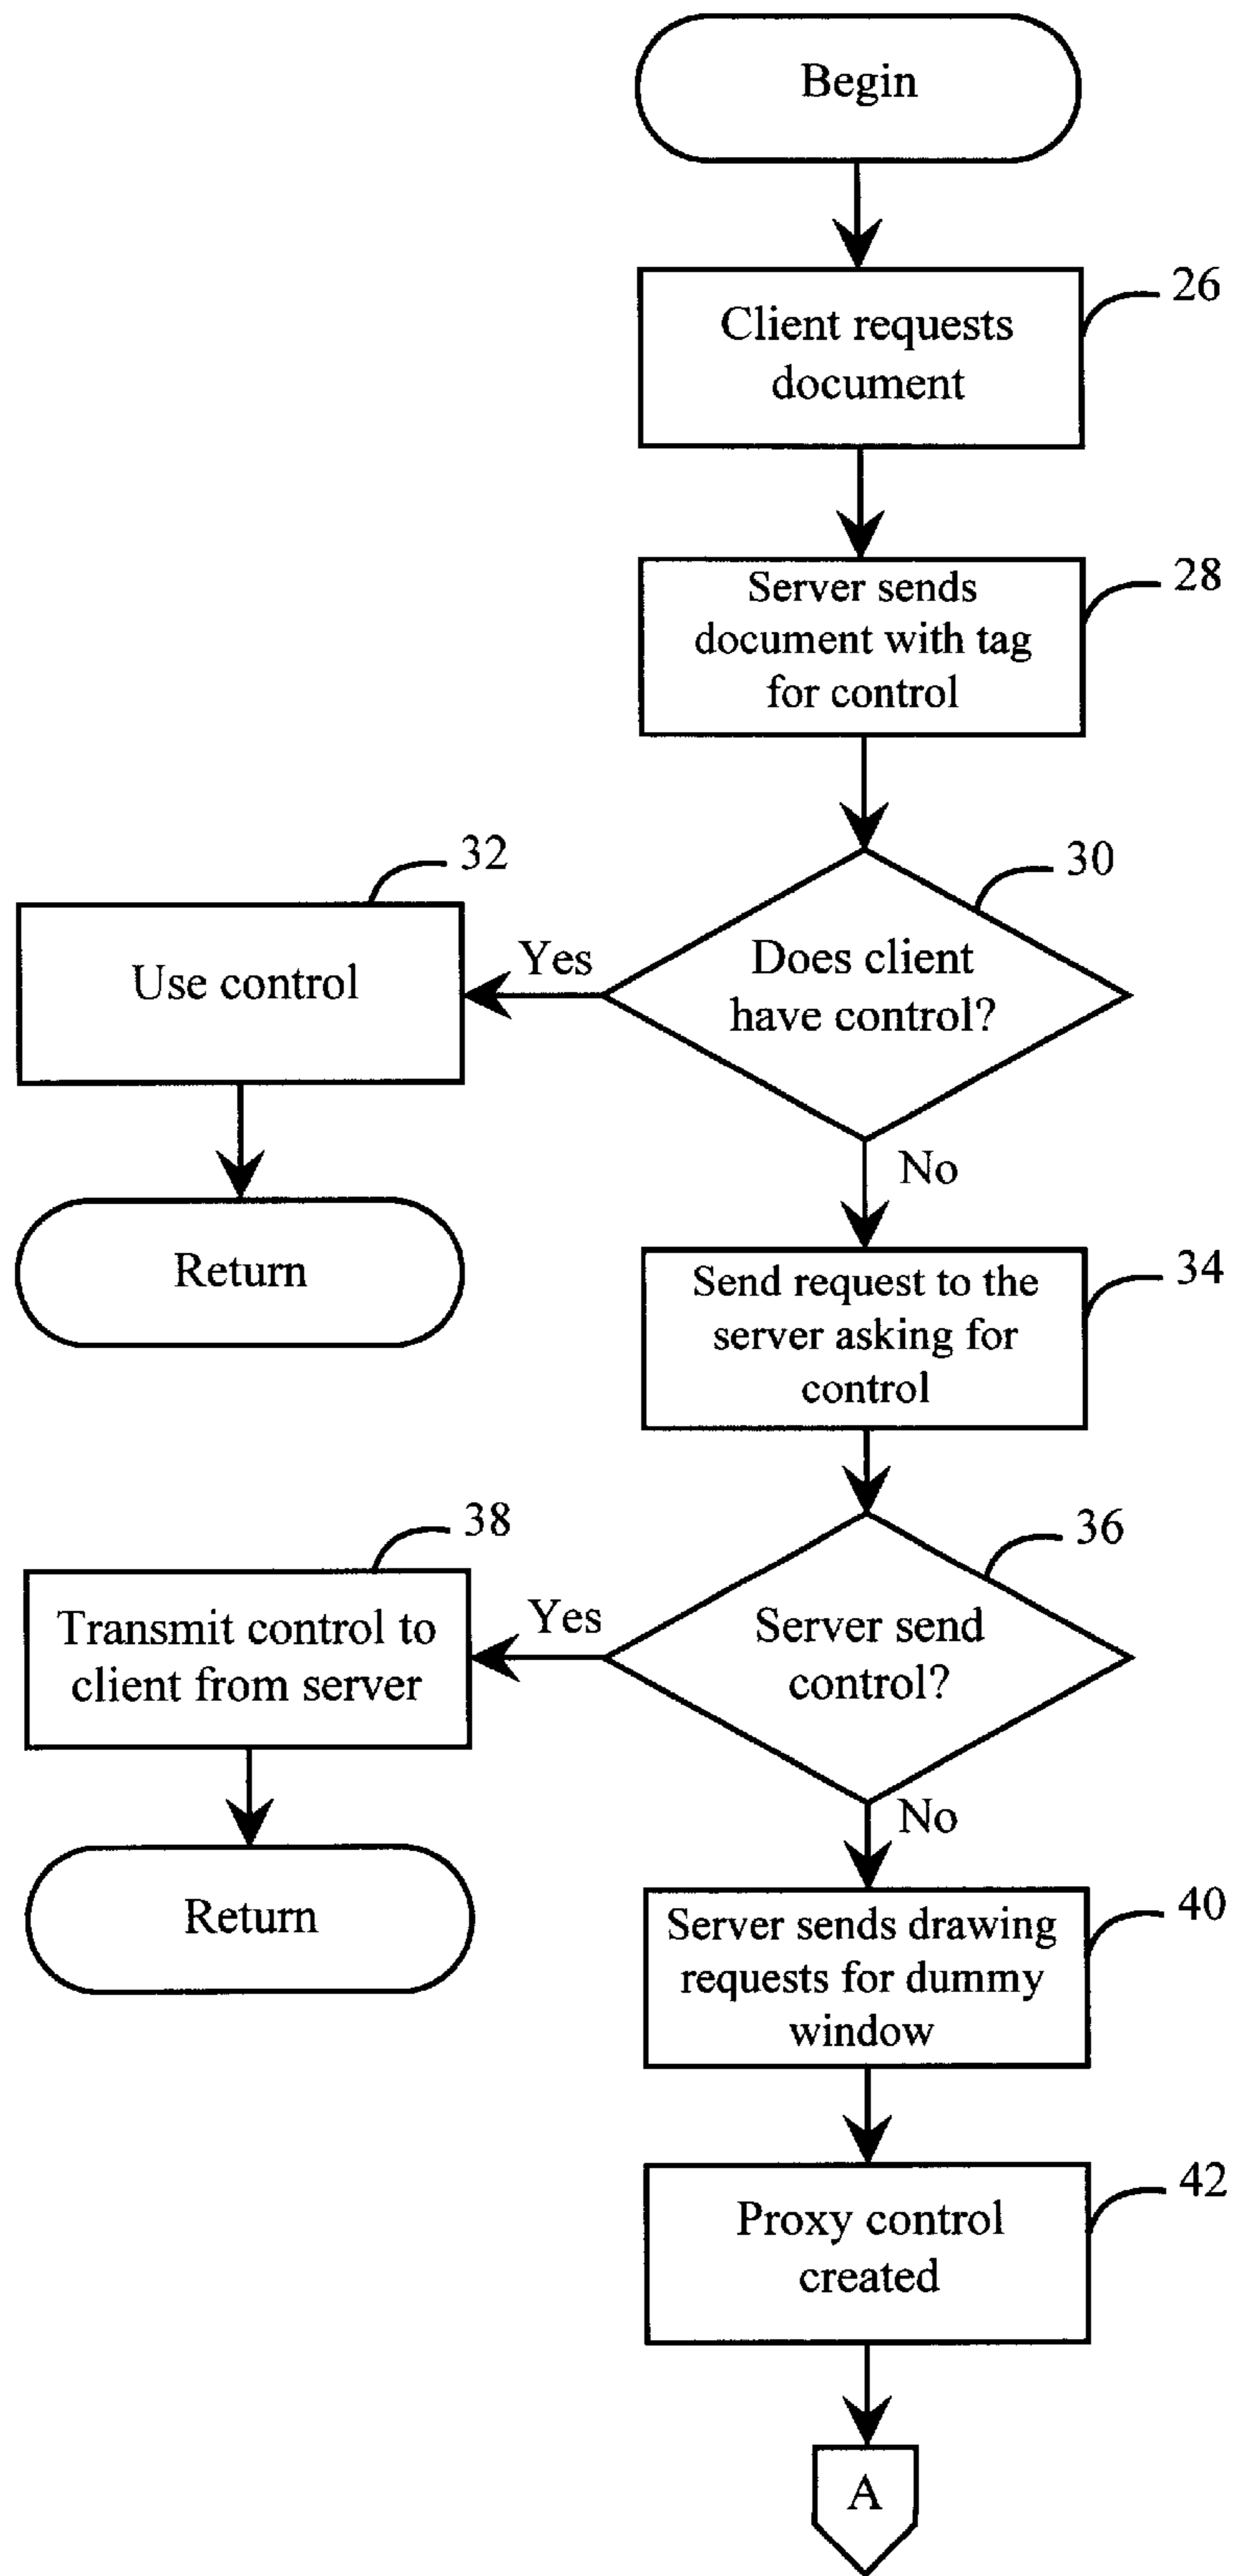 Begin
26
Client requests
document
28
Server sends
document with tag
for control
32
30
Use control
Yes
Does client
have control?
No
Return
34
Send request to the
server asking for
control
38
36
Transmit control to
client from server
Yes
Server send
control?
No
Return
40
Server sends drawing
requests for dummy
window
42
Proxy control
created
A